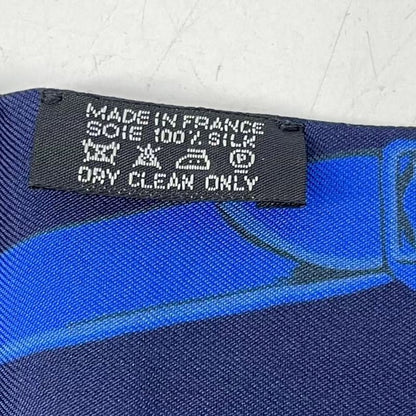 MADE IN FRANCE
SOIE 100% SILK
DRY CLEAN ONLY